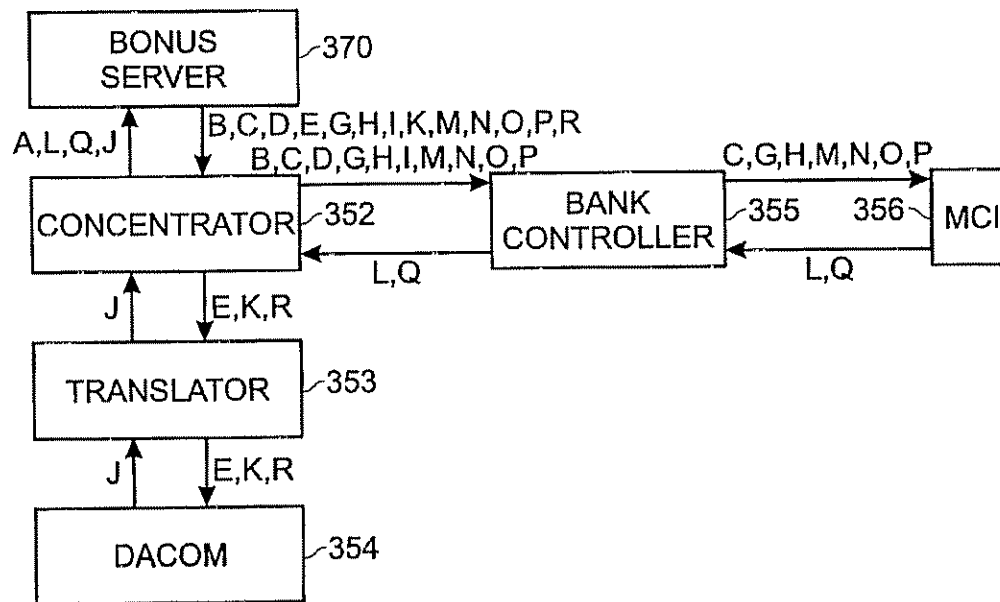 BONUS
SERVER
370
A,L,Q,J
B,C,D,E,G,H,I,K,M,N,O,P,R
B,C,D,G,H,I,M,N,O,P
C,G,H,M,N,O,P
CONCENTRATOR
352
BANK
CONTROLLER
355
356
MCI
L,Q
L,Q
J
E,K,R
TRANSLATOR
353
J
E,K,R
DACOM
354